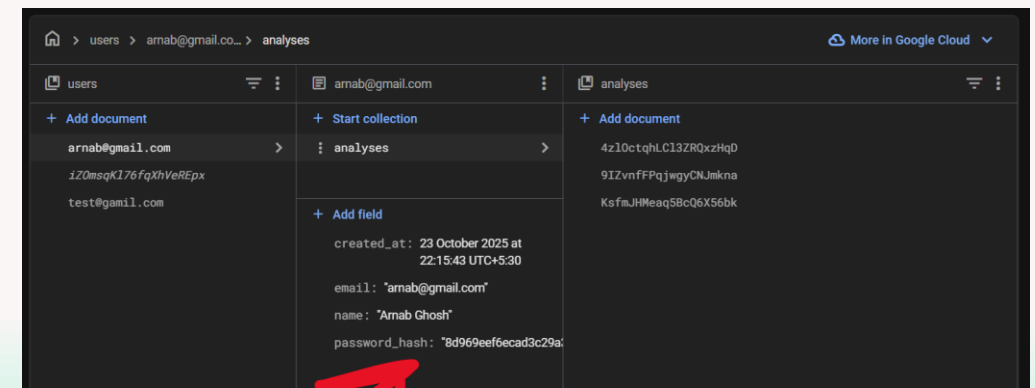 users > arnab@gmail.co... > analyses
More in Google Cloud
users
arnab@gmail.com
analyses
+ Add document
+ Start collection
+ Add document
arnab@gmail.com
analyses
4zlOctqhLCl3ZRQxzHqD
iZOmsqKl76fqXhVeREpx
9IZvnfFPqjwgyCNJmkna
test@gamil.com
KsfmJHMeaq5BcQ6X56bk
+ Add field
created_at: 23 October 2025 at
22:15:43 UTC+5:30
email: "arnab@gmail.com"
name: "Arnab Ghosh"
password_hash: "8d969eef6ecad3c29a: